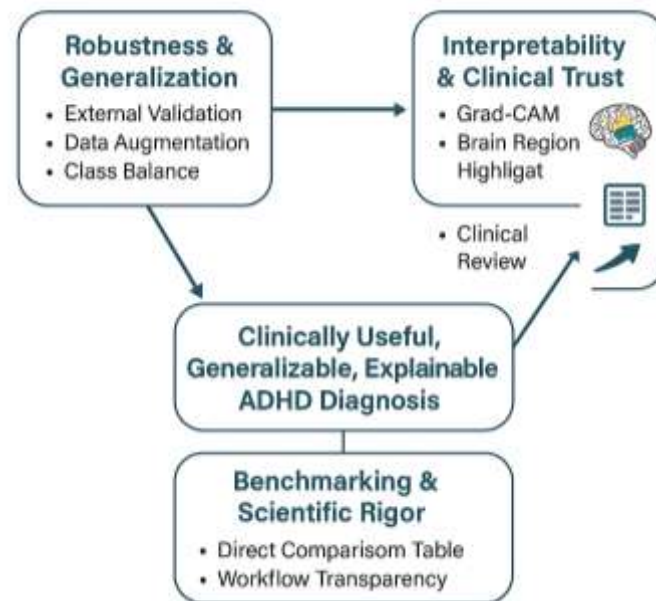 Robustness &
Generalization
• External Validation
• Data Augmentation
• Class Balance
Interpretability
& Clinical Trust
• Grad-CAM
• Brain Region
Highligat
• Clinical
Review
Clinically Useful,
Generalizable, Explainable
ADHD Diagnosis
Benchmarking &
Scientific Rigor
• Direct Comparisom Table
• Workflow Transparency